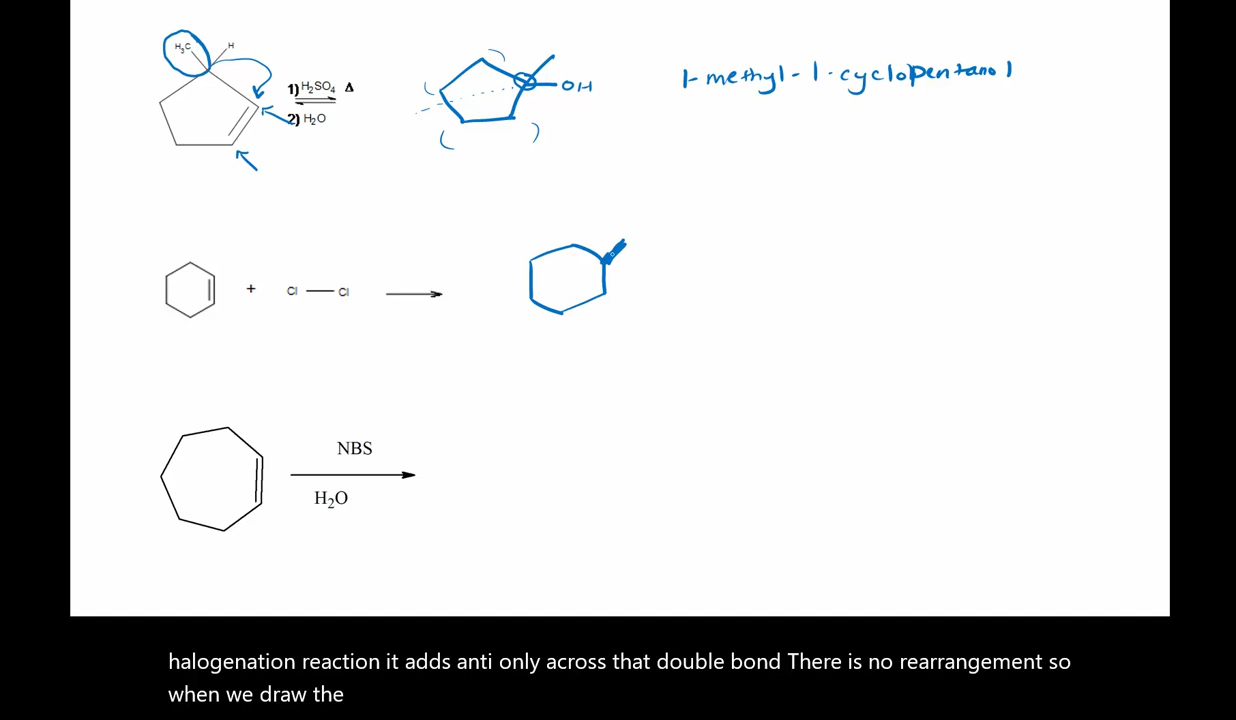 H₃C H
1) H₂SO₄ Δ
2) H₂O
OH
1-methyl-1-cyclopentanol
+ Cl Cl
NBS
H₂O
halogenation reaction it adds anti only across that double bond There is no rearrangement so
when we draw the